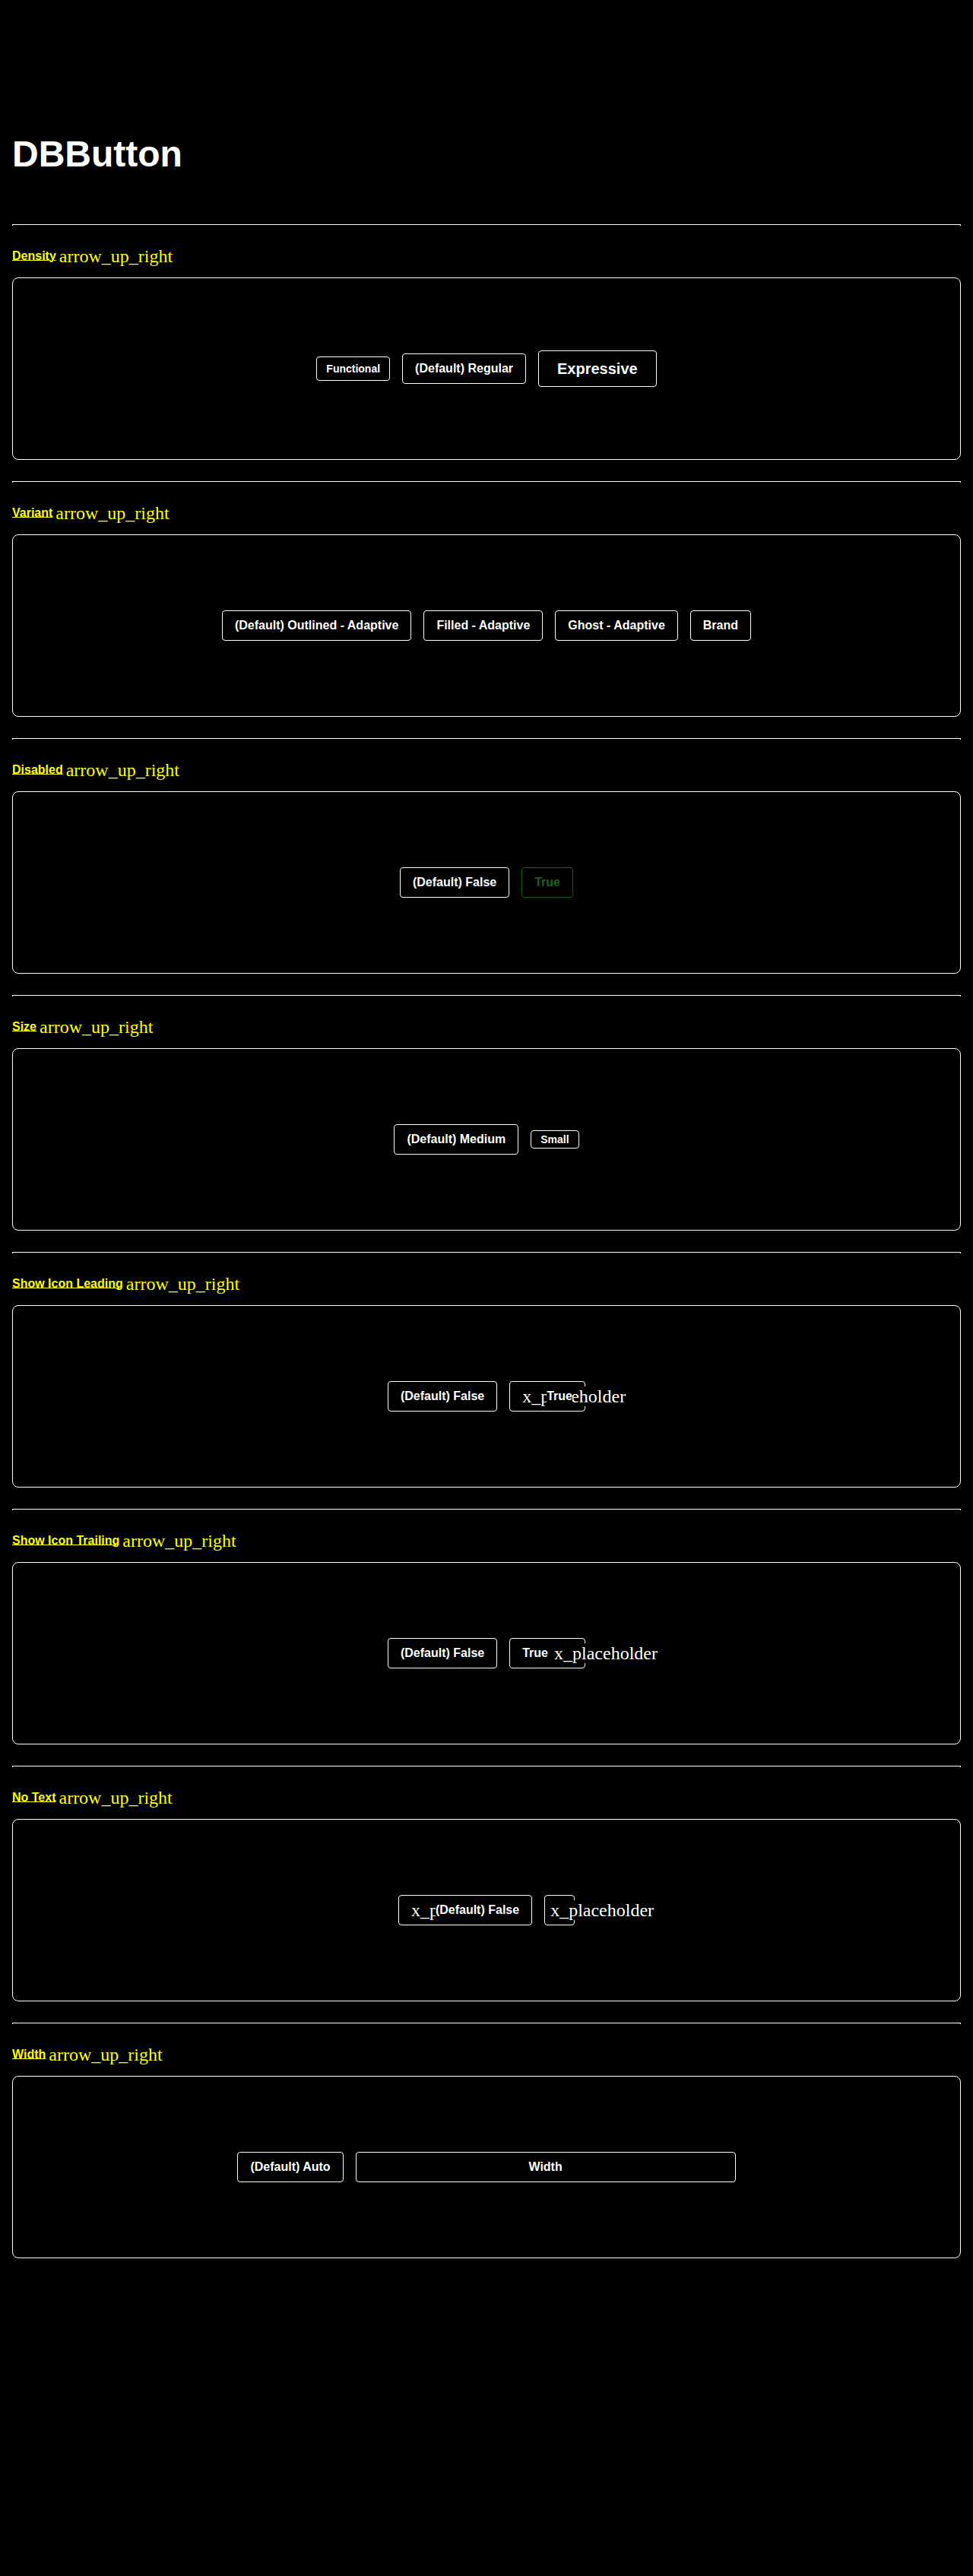 DBButton
Density arrow_up_right
Functional (Default) Regular Expressive
Variant arrow_up_right
(Default) Outlined - Adaptive Filled - Adaptive Ghost - Adaptive Brand
Disabled arrow_up_right
(Default) False True
Size arrow_up_right
(Default) Medium Small
Show Icon Leading arrow_up_right
(Default) False True
Show Icon Trailing arrow_up_right
(Default) False True x_placeholder
No Text arrow_up_right
(Default) False x_placeholder
Width arrow_up_right
(Default) Auto Width